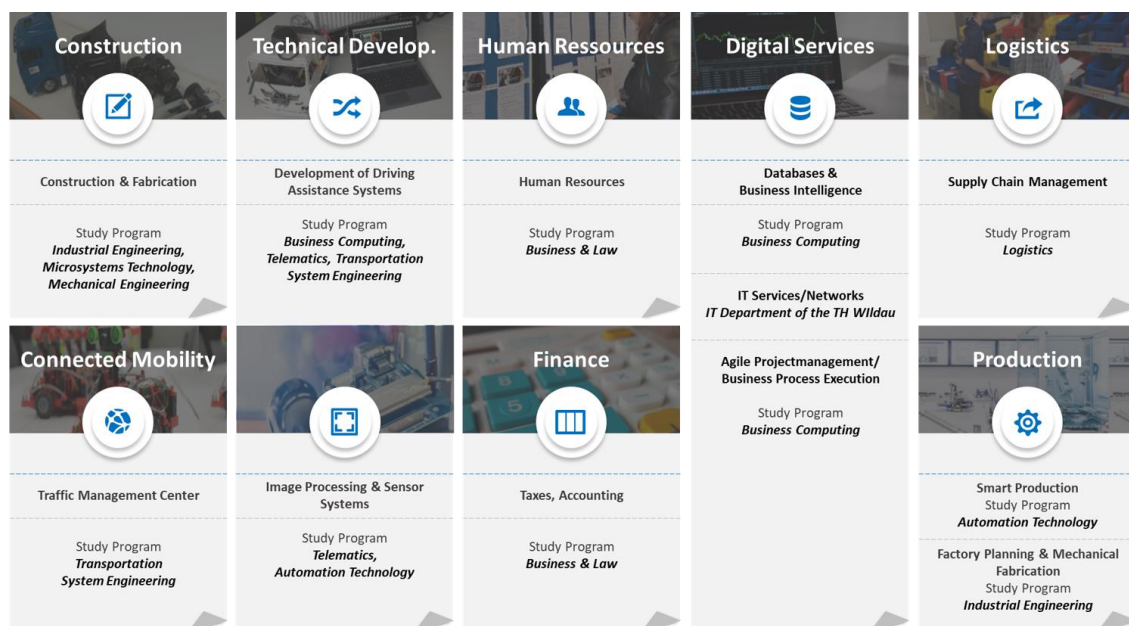 Construction
Construction & Fabrication
Study Program
Industrial Engineering,
Microsystems Technology,
Mechanical Engineering
Technical Develop.
Development of Driving
Assistance Systems
Study Program
Business Computing,
Telematics, Transportation
System Engineering
Human Ressources
Human Resources
Study Program
Business & Law
Digital Services
Databases &
Business Intelligence
Study Program
Business Computing
IT Services/Networks
IT Department of the TH WIldau
Agile Projectmanagement/
Business Process Execution
Study Program
Business Computing
Logistics
Supply Chain Management
Study Program
Logistics
Connected Mobility
Traffic Management Center
Study Program
Transportation
System Engineering
Image Processing & Sensor
Systems
Study Program
Telematics,
Automation Technology
Finance
Taxes, Accounting
Study Program
Business & Law
Production
Smart Production
Study Program
Automation Technology
Factory Planning & Mechanical
Fabrication
Study Program
Industrial Engineering